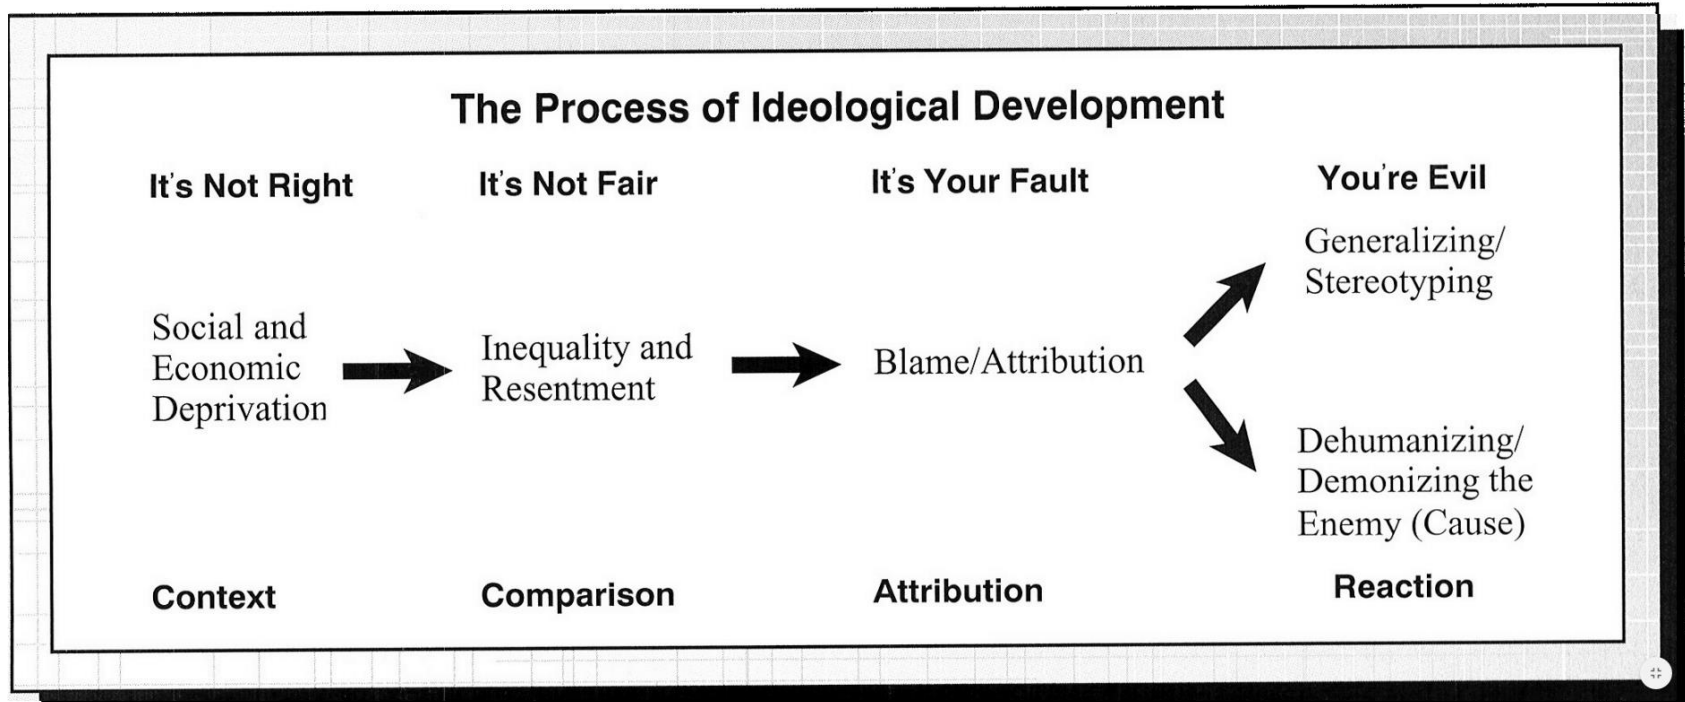 The Process of Ideological Development
It's Not Right
It's Not Fair
It's Your Fault
You're Evil
Social and
Economic
Deprivation
Inequality and
Resentment
Blame/Attribution
Generalizing/
Stereotyping
Dehumanizing/
Demonizing the
Enemy (Cause)
Context
Comparison
Attribution
Reaction